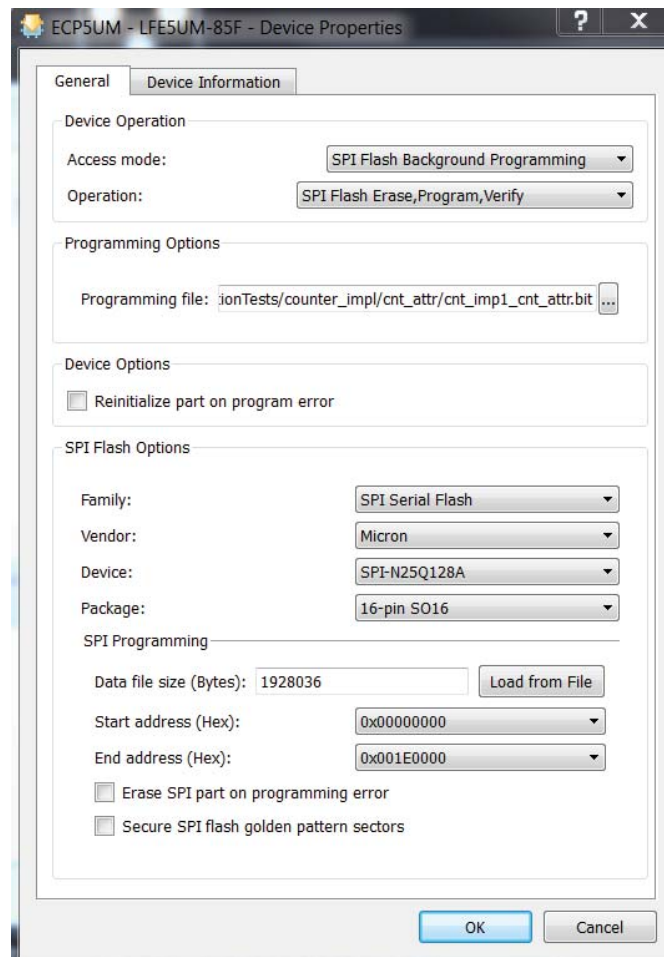 ECP5UM - LFE5UM-85F - Device Properties
General Device Information
Device Operation
Access mode: SPI Flash Background Programming
Operation: SPI Flash Erase,Program,Verify
Programming Options
Programming file: ionTests/counter_impl/cnt_attr/cnt_imp1_cnt_attr.bit ...
Device Options
Reinitialize part on program error
SPI Flash Options
Family: SPI Serial Flash
Vendor: Micron
Device: SPI-N25Q128A
Package: 16-pin SO16
SPI Programming
Data file size (Bytes): 1928036 Load from File
Start address (Hex): 0x00000000
End address (Hex): 0x001E0000
Erase SPI part on programming error
Secure SPI flash golden pattern sectors
OK Cancel